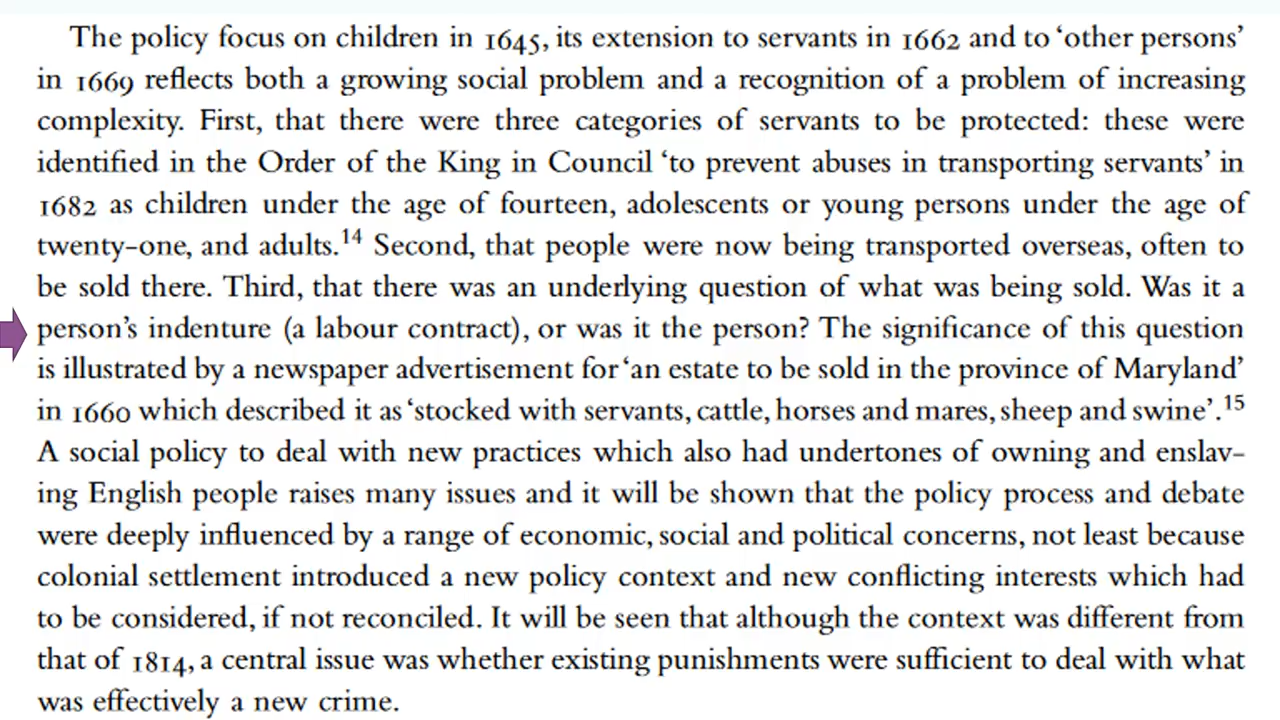 The policy focus on children in 1645, its extension to servants in 1662 and to ‘other persons’
in 1669 reflects both a growing social problem and a recognition of a problem of increasing
complexity. First, that there were three categories of servants to be protected: these were
identified in the Order of the King in Council ‘to prevent abuses in transporting servants’ in
1682 as children under the age of fourteen, adolescents or young persons under the age of
twenty-one, and adults.14 Second, that people were now being transported overseas, often to
be sold there. Third, that there was an underlying question of what was being sold. Was it a
person’s indenture (a labour contract), or was it the person? The significance of this question
is illustrated by a newspaper advertisement for ‘an estate to be sold in the province of Maryland’
in 1660 which described it as ‘stocked with servants, cattle, horses and mares, sheep and swine’.15
A social policy to deal with new practices which also had undertones of owning and enslav-
ing English people raises many issues and it will be shown that the policy process and debate
were deeply influenced by a range of economic, social and political concerns, not least because
colonial settlement introduced a new policy context and new conflicting interests which had
to be considered, if not reconciled. It will be seen that although the context was different from
that of 1814, a central issue was whether existing punishments were sufficient to deal with what
was effectively a new crime.